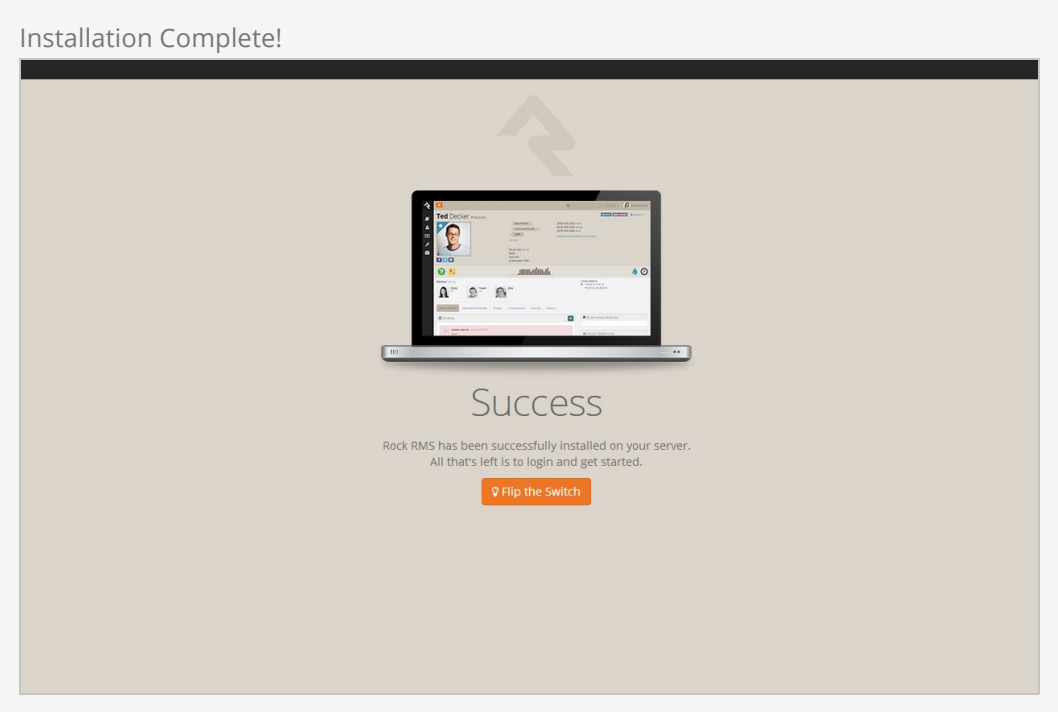 Installation Complete!
Ted Decker
Success
Rock RMS has been successfully installed on your server.
All that's left is to login and get started.
Flip the Switch